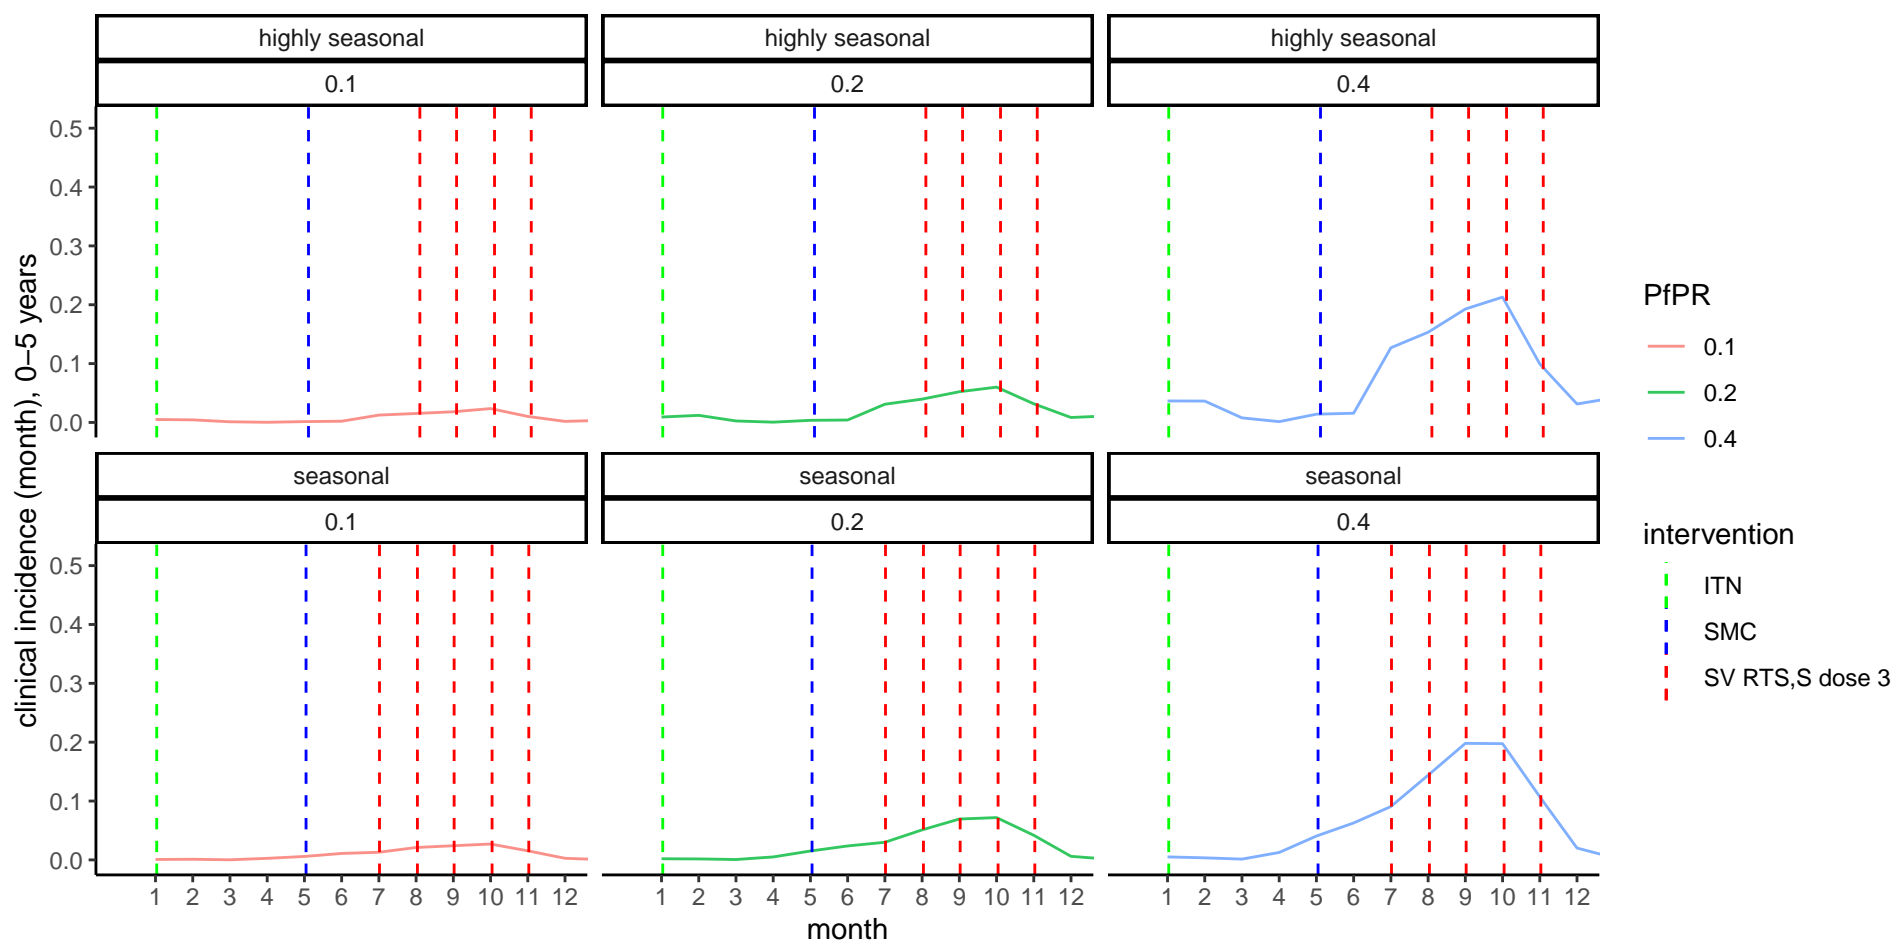 highly seasonal
highly seasonal
highly seasonal
0.1
0.2
0.4
0.5
0.4
0.3
0.2
0.1
0.0
seasonal
seasonal
seasonal
0.1
0.2
0.4
0.5
0.4
0.3
0.2
0.1
0.0
1 2 3 4 5 6 7 8 9 10 11 12
1 2 3 4 5 6 7 8 9 10 11 12
1 2 3 4 5 6 7 8 9 10 11 12
month
clinical incidence (month), 0–5 years
PfPR
0.1
0.2
0.4
intervention
ITN
SMC
SV RTS,S dose 3